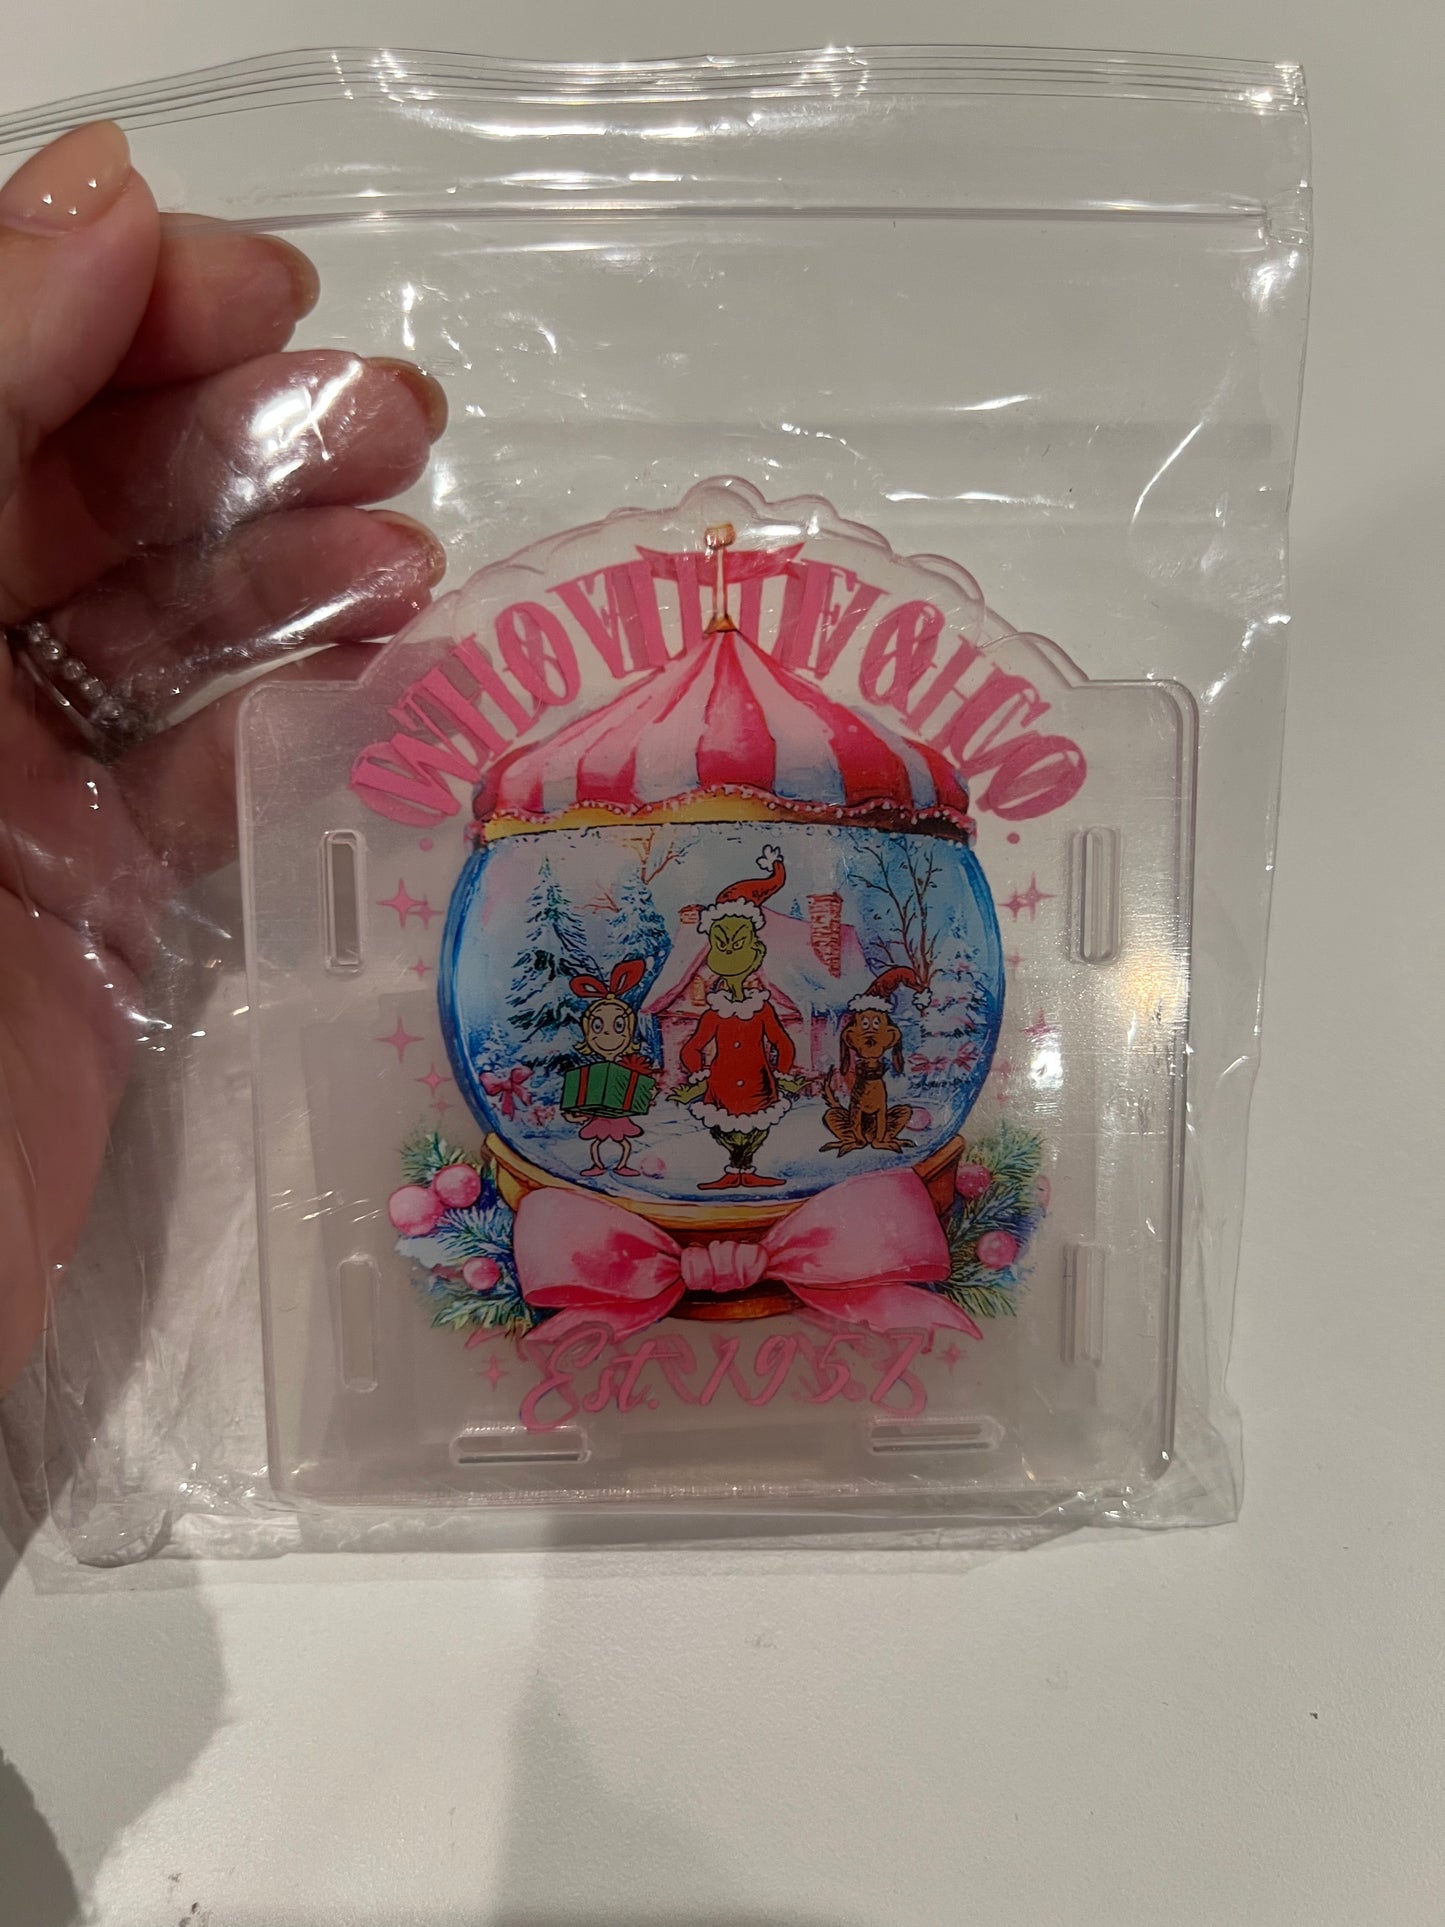 WHOVILLE & CO
Est. 1957